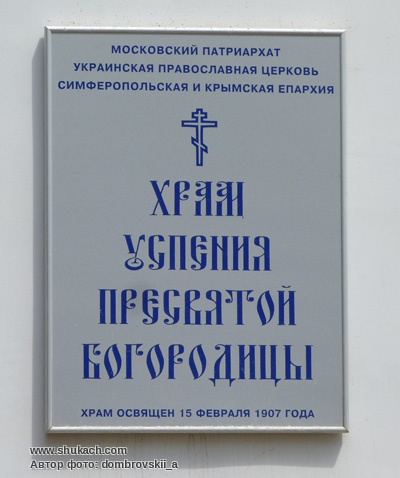 МОСКОВСКИЙ ПАТРИАРХАТ
УКРАИНСКАЯ ПРАВОСЛАВНАЯ ЦЕРКОВЬ
СИМФЕРОПОЛЬСКАЯ И КРЫМСКАЯ ЕПАРХИЯ
ХРАМ
УСПЕНИЯ
ПРЕСВЯТОЙ
БОГОРОДИЦЫ
ХРАМ ОСВЯЩЕН 15 ФЕВРАЛЯ 1907 ГОДА
www.shukach.com
Автор фото: dombrovskii_a